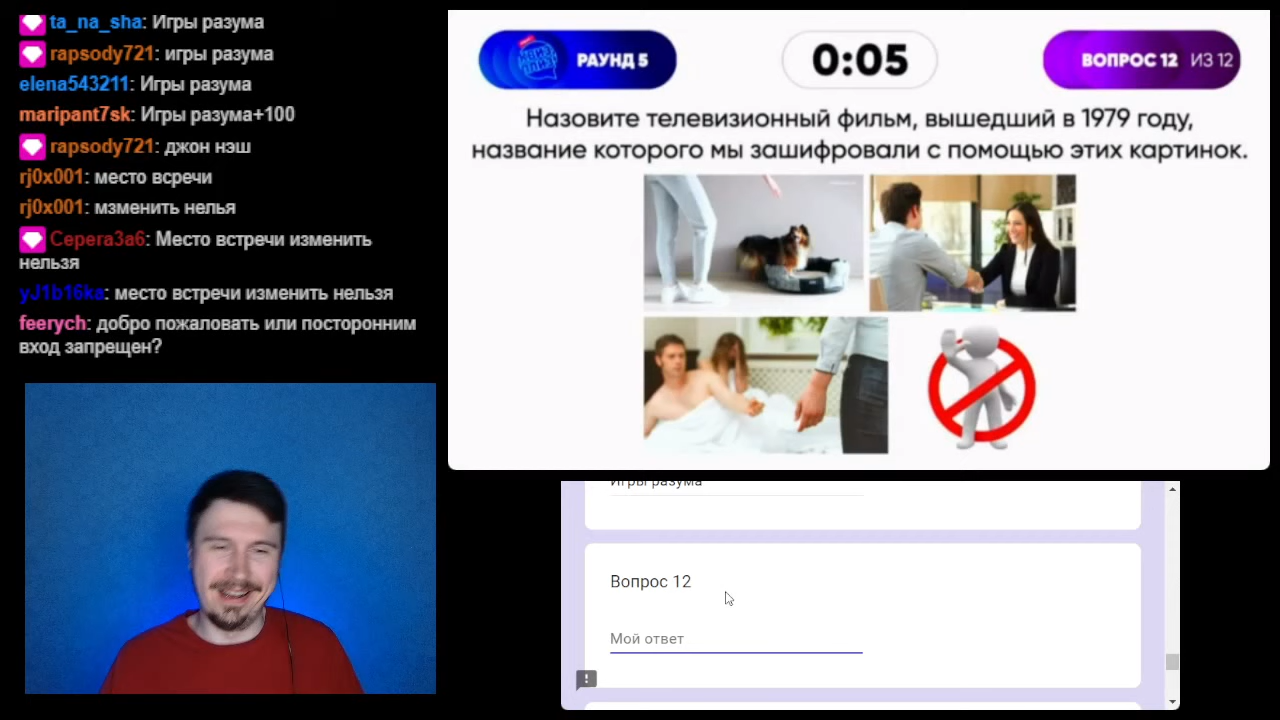 ta_na_sha: Игры разума
rapsody721: игры разума
elena543211: Игры разума
maripant7sk: Игры разума+100
rapsody721: джон нэш
rj0x001: место всречи
rj0x001: мзменить нелья
Сepera3a6: Место встречи изменить
нельзя
yJ1b16ka: место встречи изменить нельзя
feerych: добро пожаловать или посторонним
вход запрещен?
РАУНД 5
0:05
ВОПРОС 12 ИЗ 12
Назовите телевизионный фильм, вышедший в 1979 году,
название которого мы зашифровали с помощью этих картинок.
Игры разума
Вопрос 12
Мой ответ